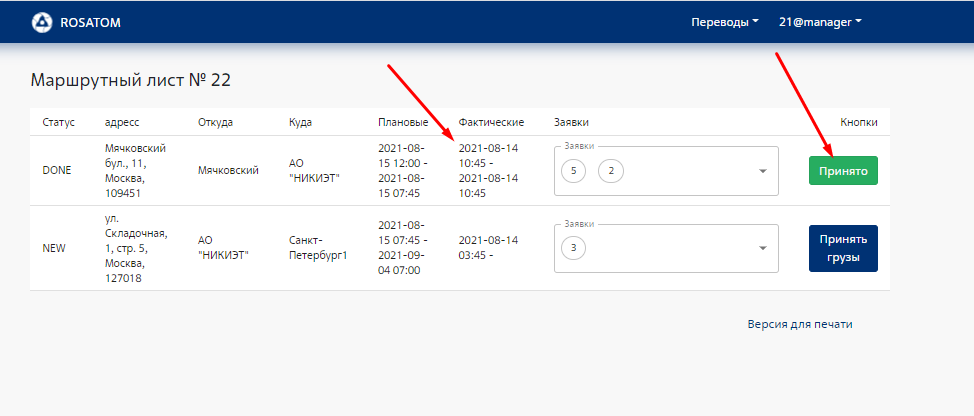 ROSATOM
Переводы
21@manager
Маршрутный лист № 22
Статус адресс Откуда Куда Плановые Фактические Заявки Кнопки
DONE
Мячковский
бул., 11,
Москва,
109451
Мячковский
АО
"НИКИЭТ"
2021-08-
15 12:00 -
2021-08-
15 07:45
2021-08-14
10:45 -
2021-08-14
10:45
Заявки
5 2
Принято
NEW
ул.
Складочная,
1, стр. 5,
Москва,
127018
АО
"НИКИЭТ"
Санкт-
Петербург1
2021-08-
15 07:45 -
2021-09-
04 07:00
2021-08-14
03:45 -
Заявки
3
Принять
грузы
Версия для печати